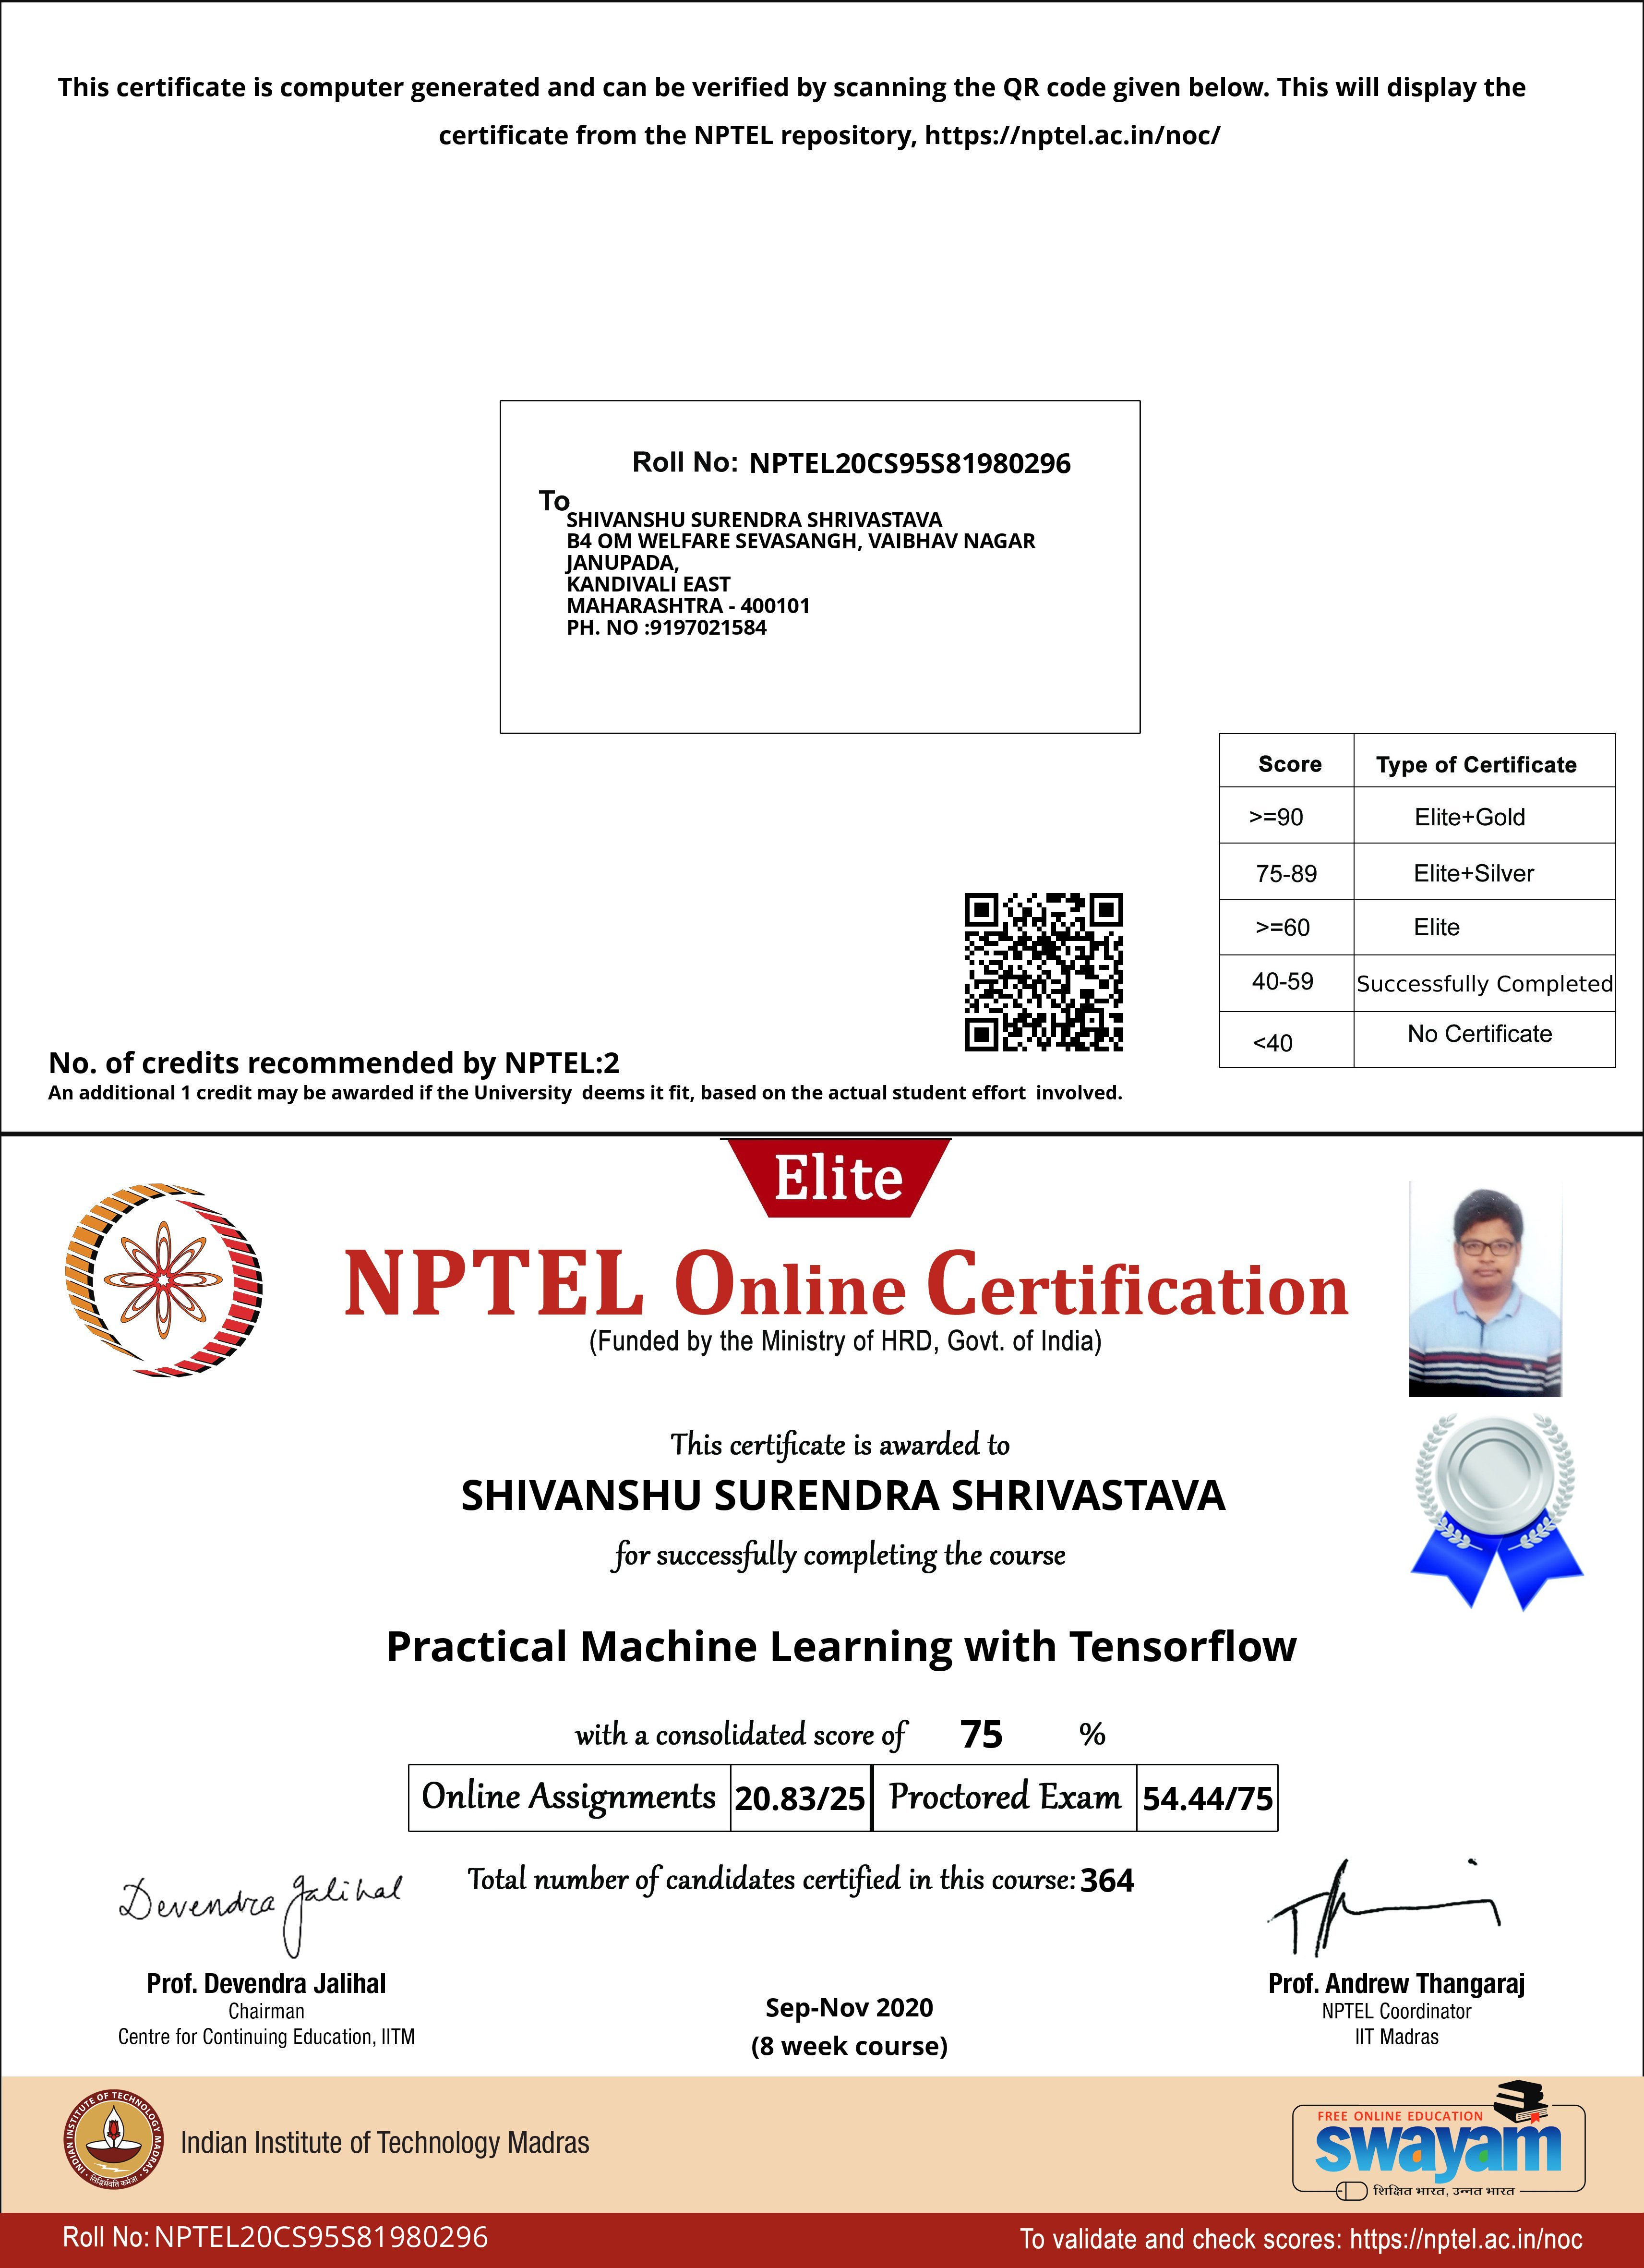 This certificate is computer generated and can be verified by scanning the QR code given below. This will display the
certificate from the NPTEL repository, https://nptel.ac.in/noc/
Roll No: NPTEL20CS95S81980296
To
SHIVANSHU SURENDRA SHRIVASTAVA
B4 OM WELFARE SEVASANGH, VAIBHAV NAGAR
JANUPADA,
KANDIVALI EAST
MAHARASHTRA - 400101
PH. NO :9197021584
Score Type of Certificate
>=90 Elite+Gold
75-89 Elite+Silver
>=60 Elite
40-59 Successfully Completed
<40 No Certificate
No. of credits recommended by NPTEL:2
An additional 1 credit may be awarded if the University deems it fit, based on the actual student effort involved.
Elite
NPTEL Online Certification
(Funded by the Ministry of HRD, Govt. of India)
This certificate is awarded to
SHIVANSHU SURENDRA SHRIVASTAVA
for successfully completing the course
Practical Machine Learning with Tensorflow
with a consolidated score of 75 %
Online Assignments 20.83/25 Proctored Exam 54.44/75
Total number of candidates certified in this course: 364
Devendra Jalihal
Prof. Devendra Jalihal
Chairman
Centre for Continuing Education, IITM
Sep-Nov 2020
(8 week course)
Prof. Andrew Thangaraj
NPTEL Coordinator
IIT Madras
INDIAN INSTITUTE OF TECHNOLOGY MADRAS
सिद्धिर्भवति कर्मजा
Indian Institute of Technology Madras
FREE ONLINE EDUCATION
swayam
शिक्षित भारत, उन्नत भारत
Roll No: NPTEL20CS95S81980296
To validate and check scores: https://nptel.ac.in/noc